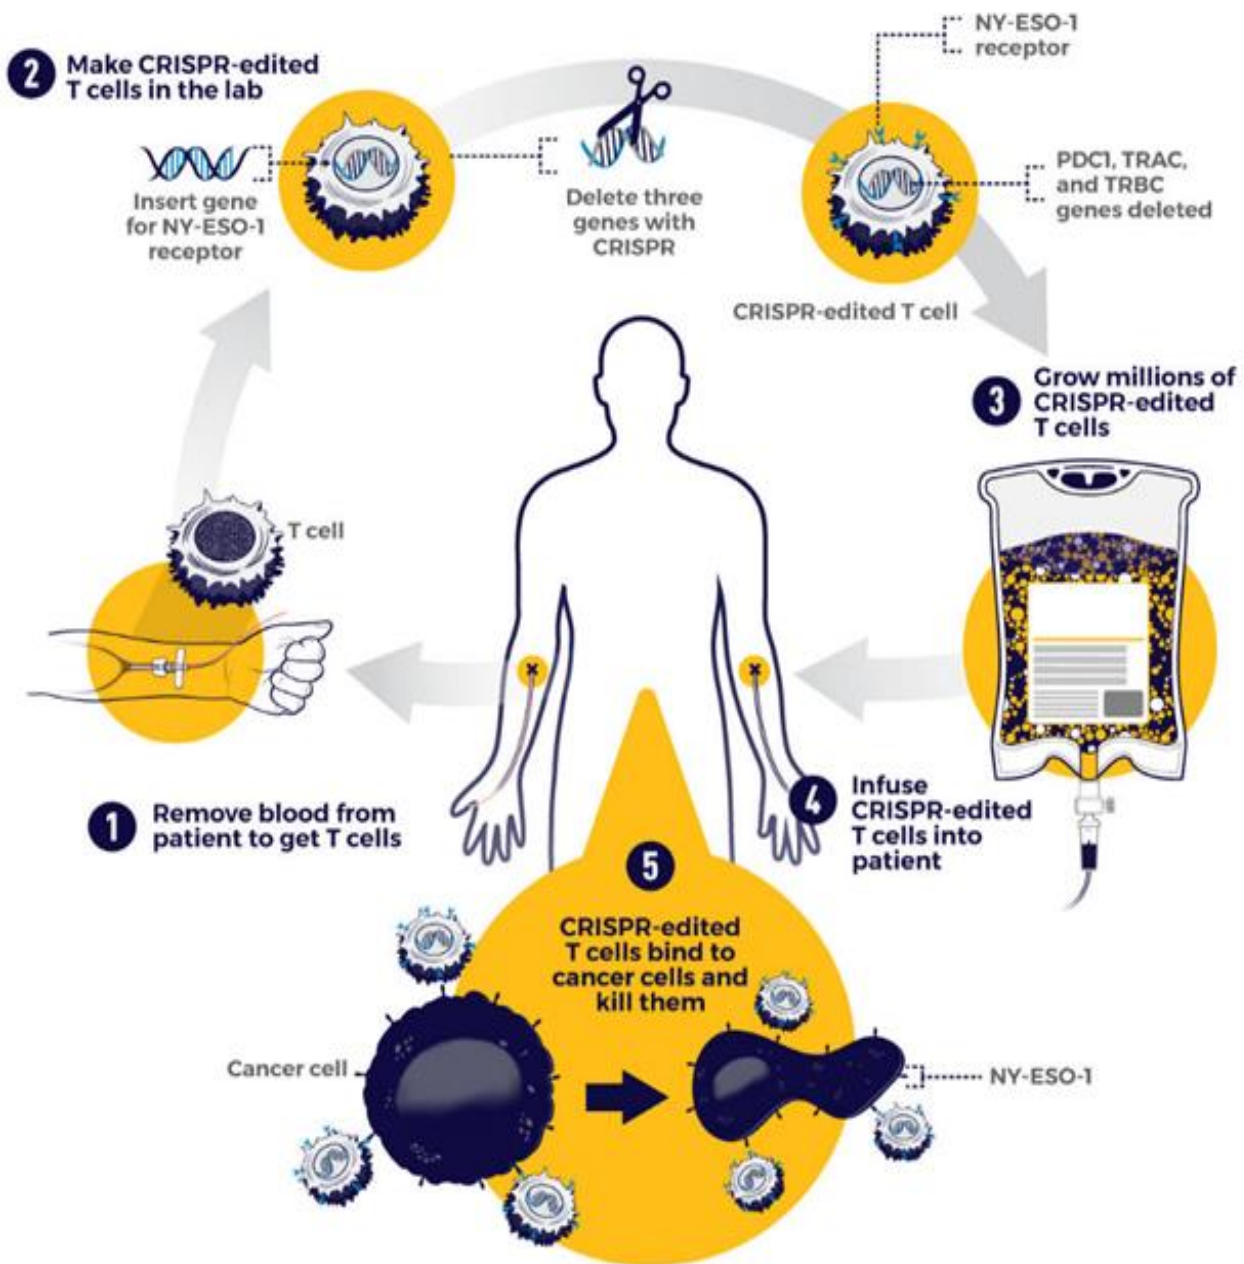 2
Make CRISPR-edited
T cells in the lab
Insert gene
for NY-ESO-1
receptor
Delete three
genes with
CRISPR
NY-ESO-1
receptor
PDC1, TRAC,
and TRBC
genes deleted
CRISPR-edited T cell
3
Grow millions of
CRISPR-edited
T cells
T cell
1
Remove blood from
patient to get T cells
4
Infuse
CRISPR-edited
T cells into
patient
5
CRISPR-edited
T cells bind to
cancer cells and
kill them
Cancer cell
NY-ESO-1